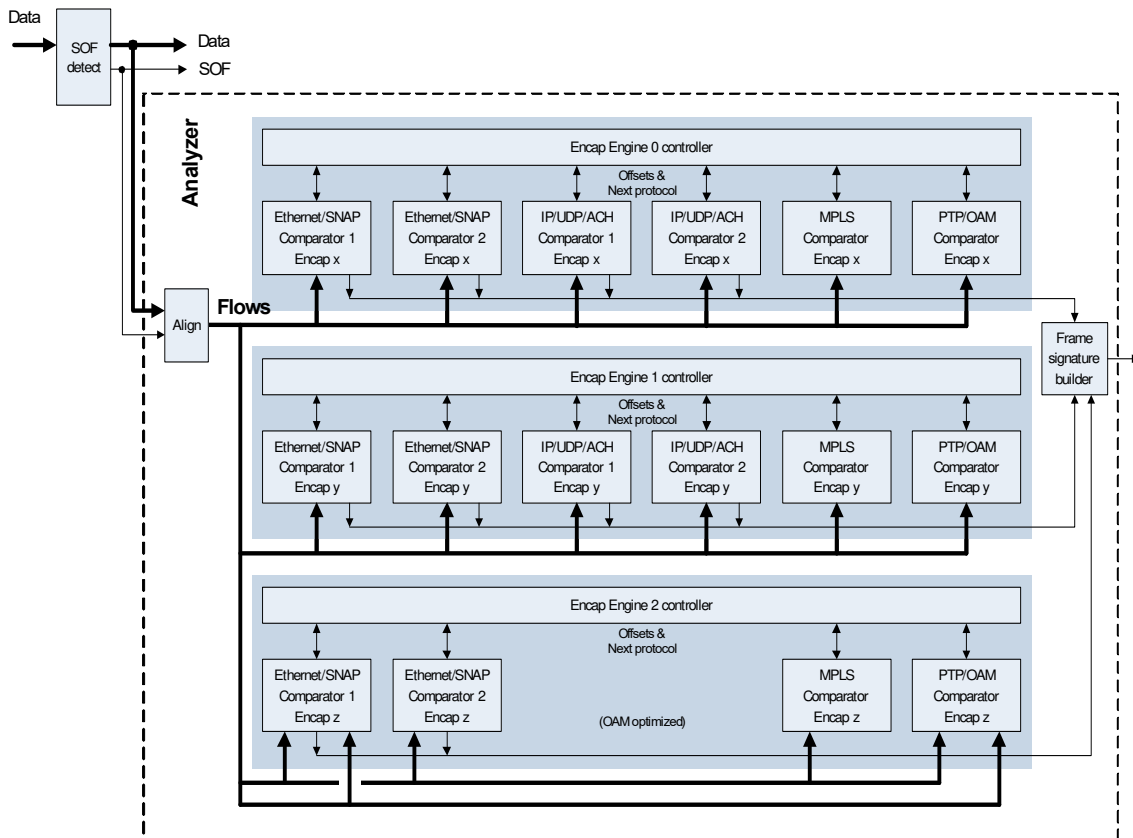 Data
SOF
detect
Data
SOF
Analyzer
Encap Engine 0 controller
Offsets &
Next protocol
Ethernet/SNAP
Comparator 1
Encap x
Ethernet/SNAP
Comparator 2
Encap x
IP/UDP/ACH
Comparator 1
Encap x
IP/UDP/ACH
Comparator 2
Encap x
MPLS
Comparator
Encap x
PTP/OAM
Comparator
Encap x
Align
Flows
Frame
signature
builder
Encap Engine 1 controller
Offsets &
Next protocol
Ethernet/SNAP
Comparator 1
Encap y
Ethernet/SNAP
Comparator 2
Encap y
IP/UDP/ACH
Comparator 1
Encap y
IP/UDP/ACH
Comparator 2
Encap y
MPLS
Comparator
Encap y
PTP/OAM
Comparator
Encap y
Encap Engine 2 controller
Offsets &
Next protocol
Ethernet/SNAP
Comparator 1
Encap z
Ethernet/SNAP
Comparator 2
Encap z
(OAM optimized)
MPLS
Comparator
Encap z
PTP/OAM
Comparator
Encap z